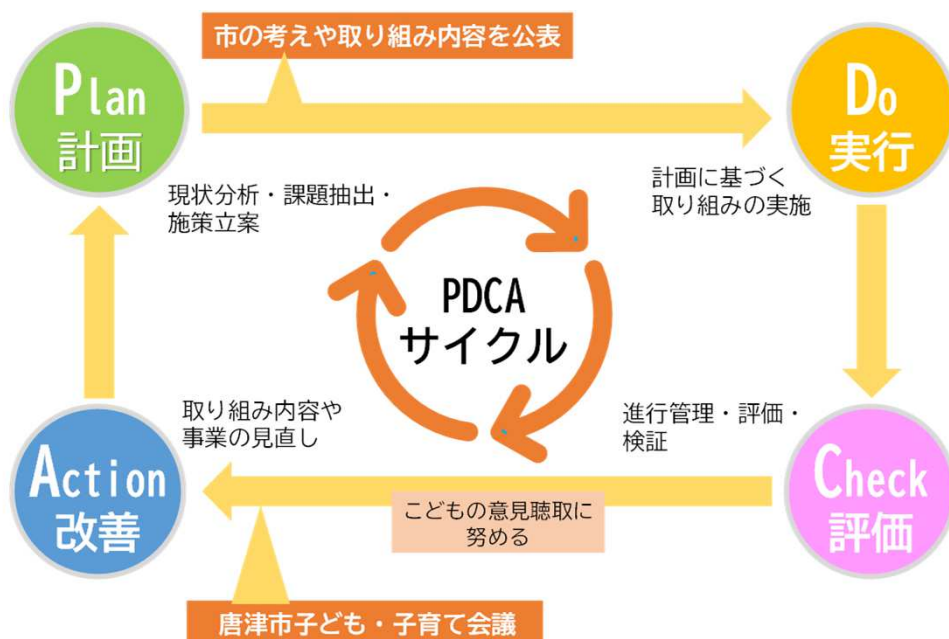 市の考えや取り組み内容を公表
Plan
計画
Do
実行
現状分析・課題抽出・
施策立案
計画に基づく
取り組みの実施
PDCA
サイクル
取り組み内容や
事業の見直し
進行管理・評価・
検証
Action
改善
こどもの意見聴取に
努める
Check
評価
唐津市子ども・子育て会議